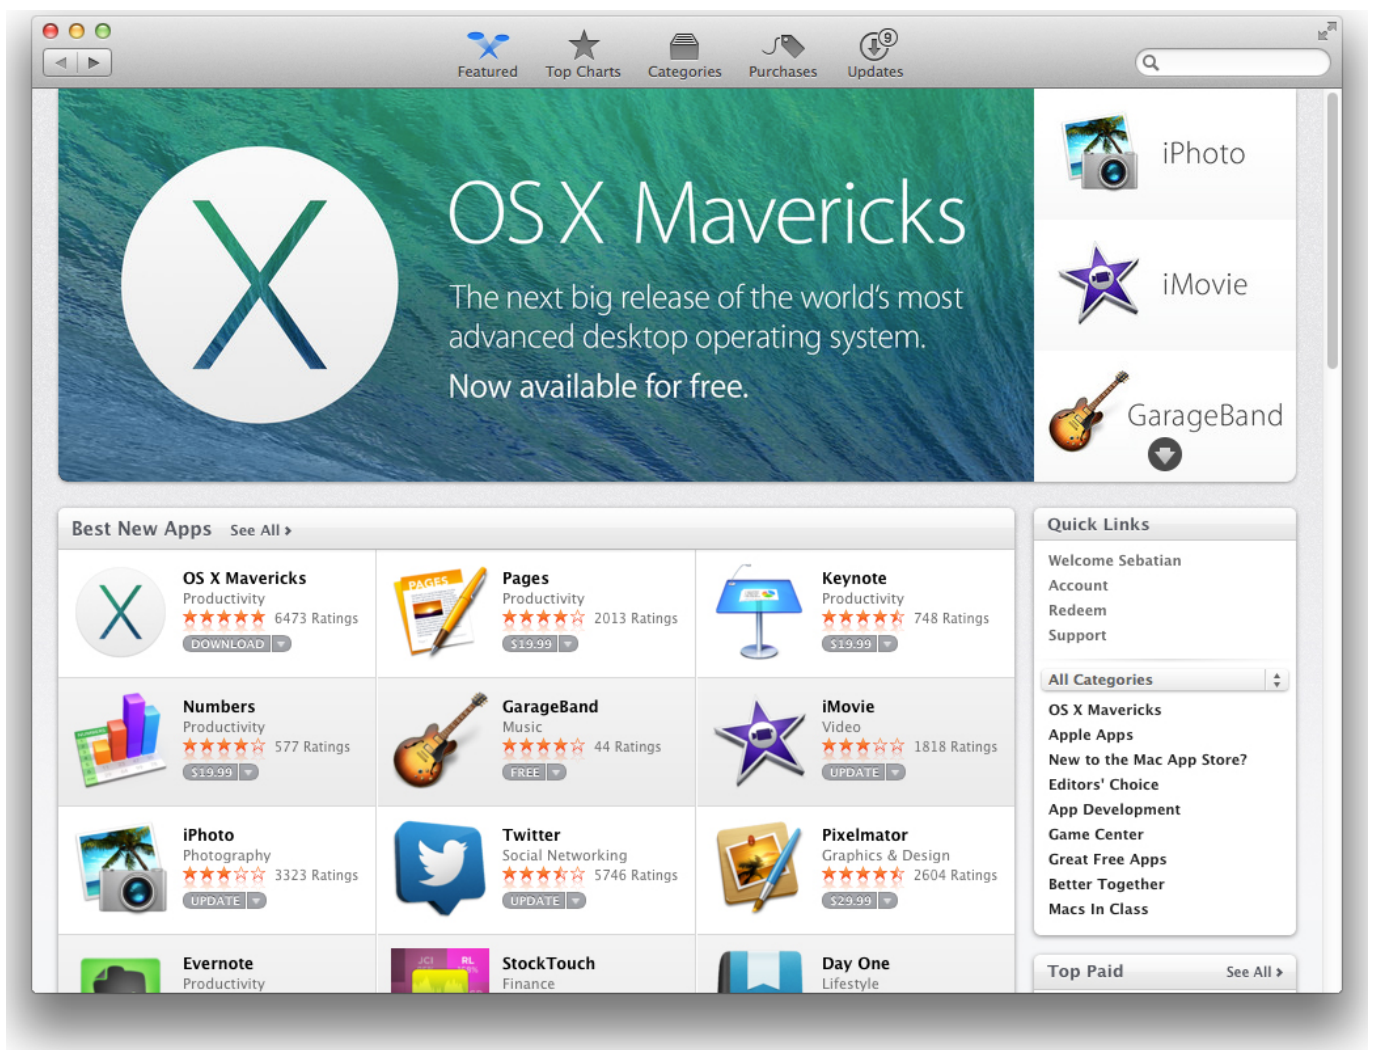 9
Featured
Top Charts
Categories
Purchases
Updates
OS X Mavericks
The next big release of the world's most
advanced desktop operating system.
Now available for free.
iPhoto
iMovie
GarageBand
Best New Apps See All ›
OS X Mavericks
Productivity
6473 Ratings
DOWNLOAD
Pages
Productivity
2013 Ratings
$19.99
Keynote
Productivity
748 Ratings
$19.99
Numbers
Productivity
577 Ratings
$19.99
GarageBand
Music
44 Ratings
FREE
iMovie
Video
1818 Ratings
UPDATE
iPhoto
Photography
3323 Ratings
UPDATE
Twitter
Social Networking
5746 Ratings
UPDATE
Pixelmator
Graphics & Design
2604 Ratings
$29.99
Evernote
Productivity
StockTouch
Finance
Day One
Lifestyle
PAGES
NUMBERS
JCI
RL
Quick Links
Welcome Sebatian
Account
Redeem
Support
All Categories
OS X Mavericks
Apple Apps
New to the Mac App Store?
Editors' Choice
App Development
Game Center
Great Free Apps
Better Together
Macs In Class
Top Paid See All ›